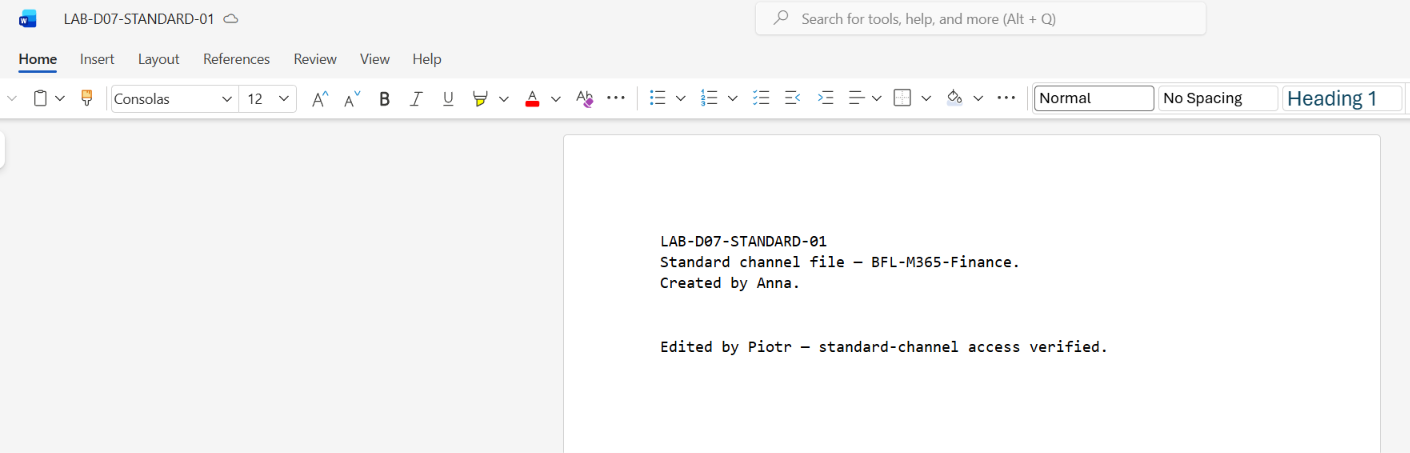 LAB-D07-STANDARD-01
Search for tools, help, and more (Alt + Q)
Home Insert Layout References Review View Help
Consolas 12 B I U A Normal No Spacing Heading 1
LAB-D07-STANDARD-01
Standard channel file — BFL-M365-Finance.
Created by Anna.
Edited by Piotr — standard-channel access verified.